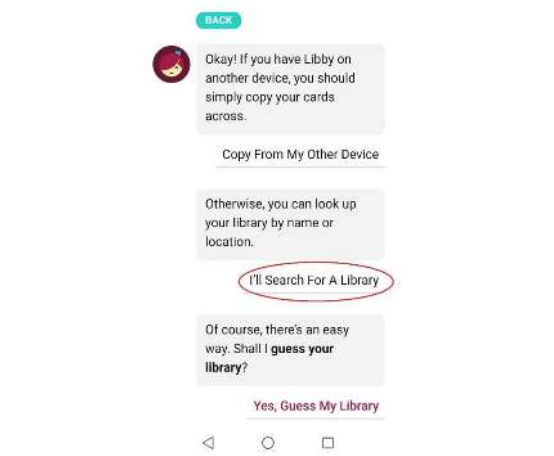 BACK
Okay! If you have Libby on
another device, you should
simply copy your cards
across.
Copy From My Other Device
Otherwise, you can look up
your library by name or
location.
I'll Search For A Library
Of course, there's an easy
way. Shall I guess your
library?
Yes, Guess My Library